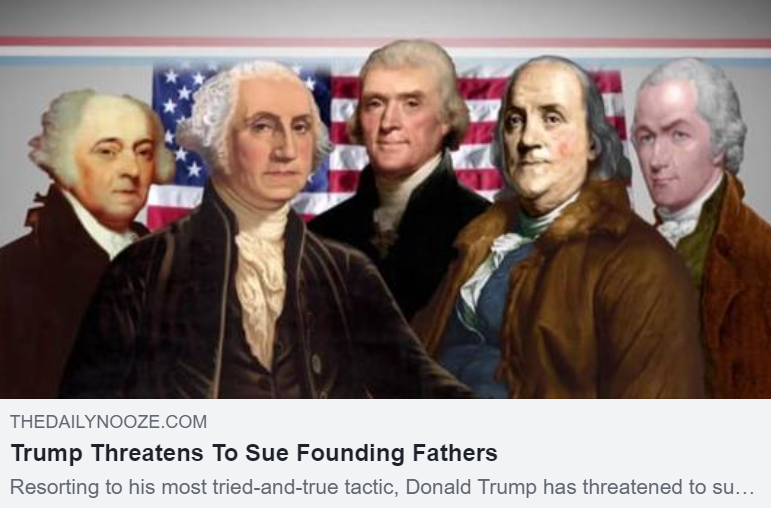 THEDAILYNOOZE.COM
Trump Threatens To Sue Founding Fathers
Resorting to his most tried-and-true tactic, Donald Trump has threatened to su...